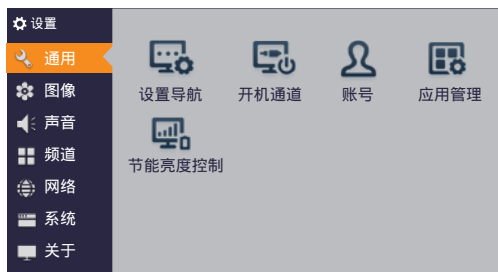 设置
通用
图像
声音
频道
网络
系统
关于
设置导航
开机通道
账号
应用管理
节能亮度控制